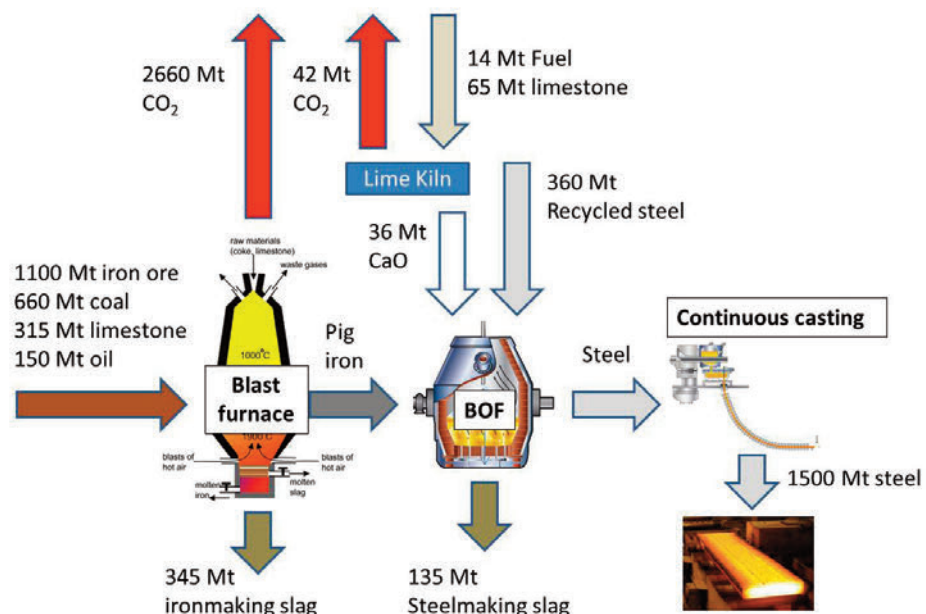 2660 Mt
CO₂
42 Mt
CO₂
14 Mt Fuel
65 Mt limestone
Lime Kiln
360 Mt
Recycled steel
36 Mt
CaO
raw materials
(coke, limestone)
waste gases
1100 Mt iron ore
660 Mt coal
315 Mt limestone
150 Mt oil
1000°C
Blast
furnace
1900°C
blasts of
hot air
blasts of
hot air
molten
iron
molten
slag
Pig
iron
BOF
Steel
Continuous casting
1500 Mt steel
345 Mt
ironmaking slag
135 Mt
Steelmaking slag